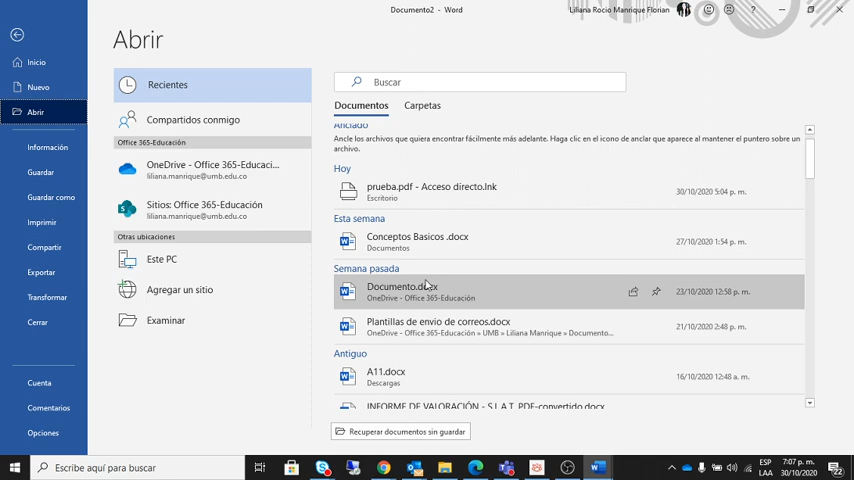 Documento2 - Word
Liliana Rocio Manrique Florian
?
Abrir
Inicio
Nuevo
Abrir
Información
Guardar
Guardar como
Imprimir
Compartir
Exportar
Transformar
Cerrar
Cuenta
Comentarios
Opciones
Recientes
Compartidos conmigo
Office 365-Educación
OneDrive - Office 365-Educaci...
liliana.manrique@umb.edu.co
Sitios: Office 365-Educación
liliana.manrique@umb.edu.co
Otras ubicaciones
Este PC
Agregar un sitio
Examinar
Buscar
Documentos
Carpetas
Anclado
Ancle los archivos que quiera encontrar fácilmente más adelante. Haga clic en el icono de anclar que aparece al mantener el puntero sobre un
archivo.
Hoy
prueba.pdf - Acceso directo.lnk
Escritorio
30/10/2020 5:04 p. m.
Esta semana
Conceptos Basicos .docx
Documentos
27/10/2020 1:54 p. m.
Semana pasada
Documento.docx
OneDrive - Office 365-Educación
23/10/2020 12:58 p. m.
Plantillas de envio de correos.docx
OneDrive - Office 365-Educación » UMB » Liliana Manrique » Documento...
21/10/2020 2:48 p. m.
Antiguo
A11.docx
Descargas
16/10/2020 12:48 a. m.
INFORME DE VALORACIÓN - S.L.A.T. PDF-convertido.docx
Recuperar documentos sin guardar
Escribe aquí para buscar
ESP
LAA
7:07 p. m.
30/10/2020
22